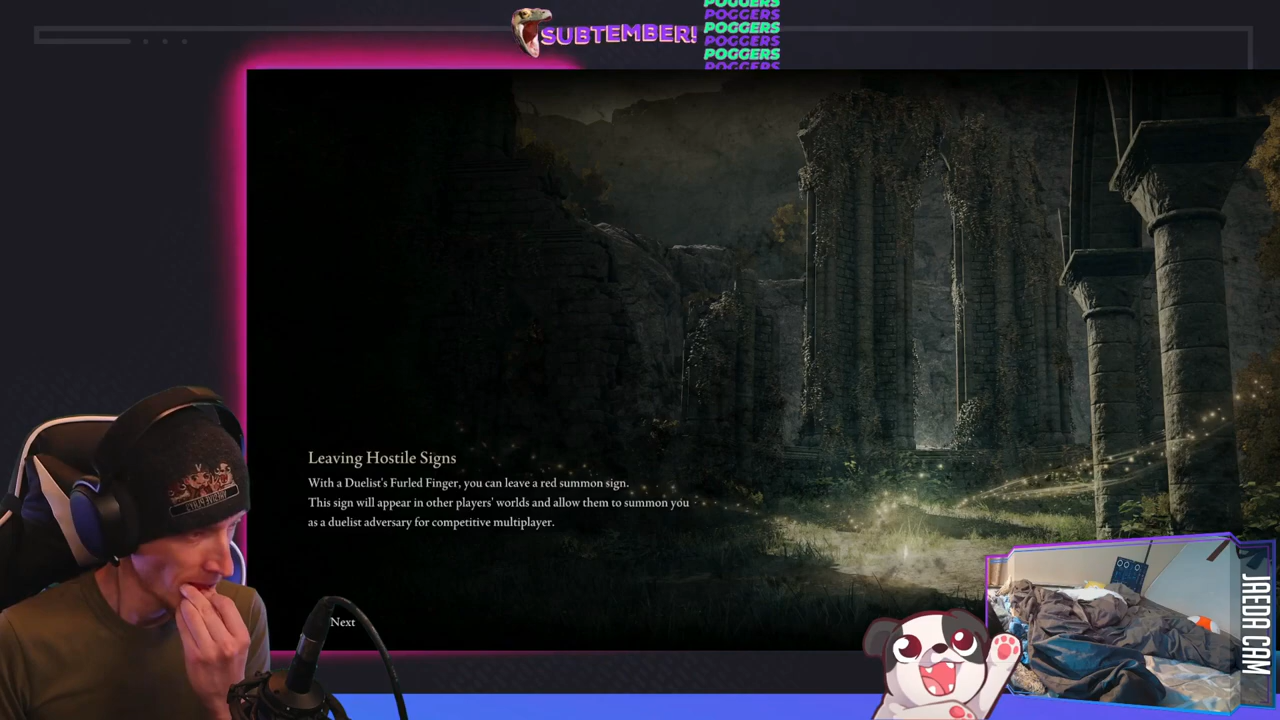 POGGERS
POGGERS
POGGERS
POGGERS
POGGERS
POGGERS
SUBTEMBER!
Leaving Hostile Signs
With a Duelist's Furled Finger, you can leave a red summon sign.
This sign will appear in other players' worlds and allow them to summon you
as a duelist adversary for competitive multiplayer.
Next
JAEDA CAM